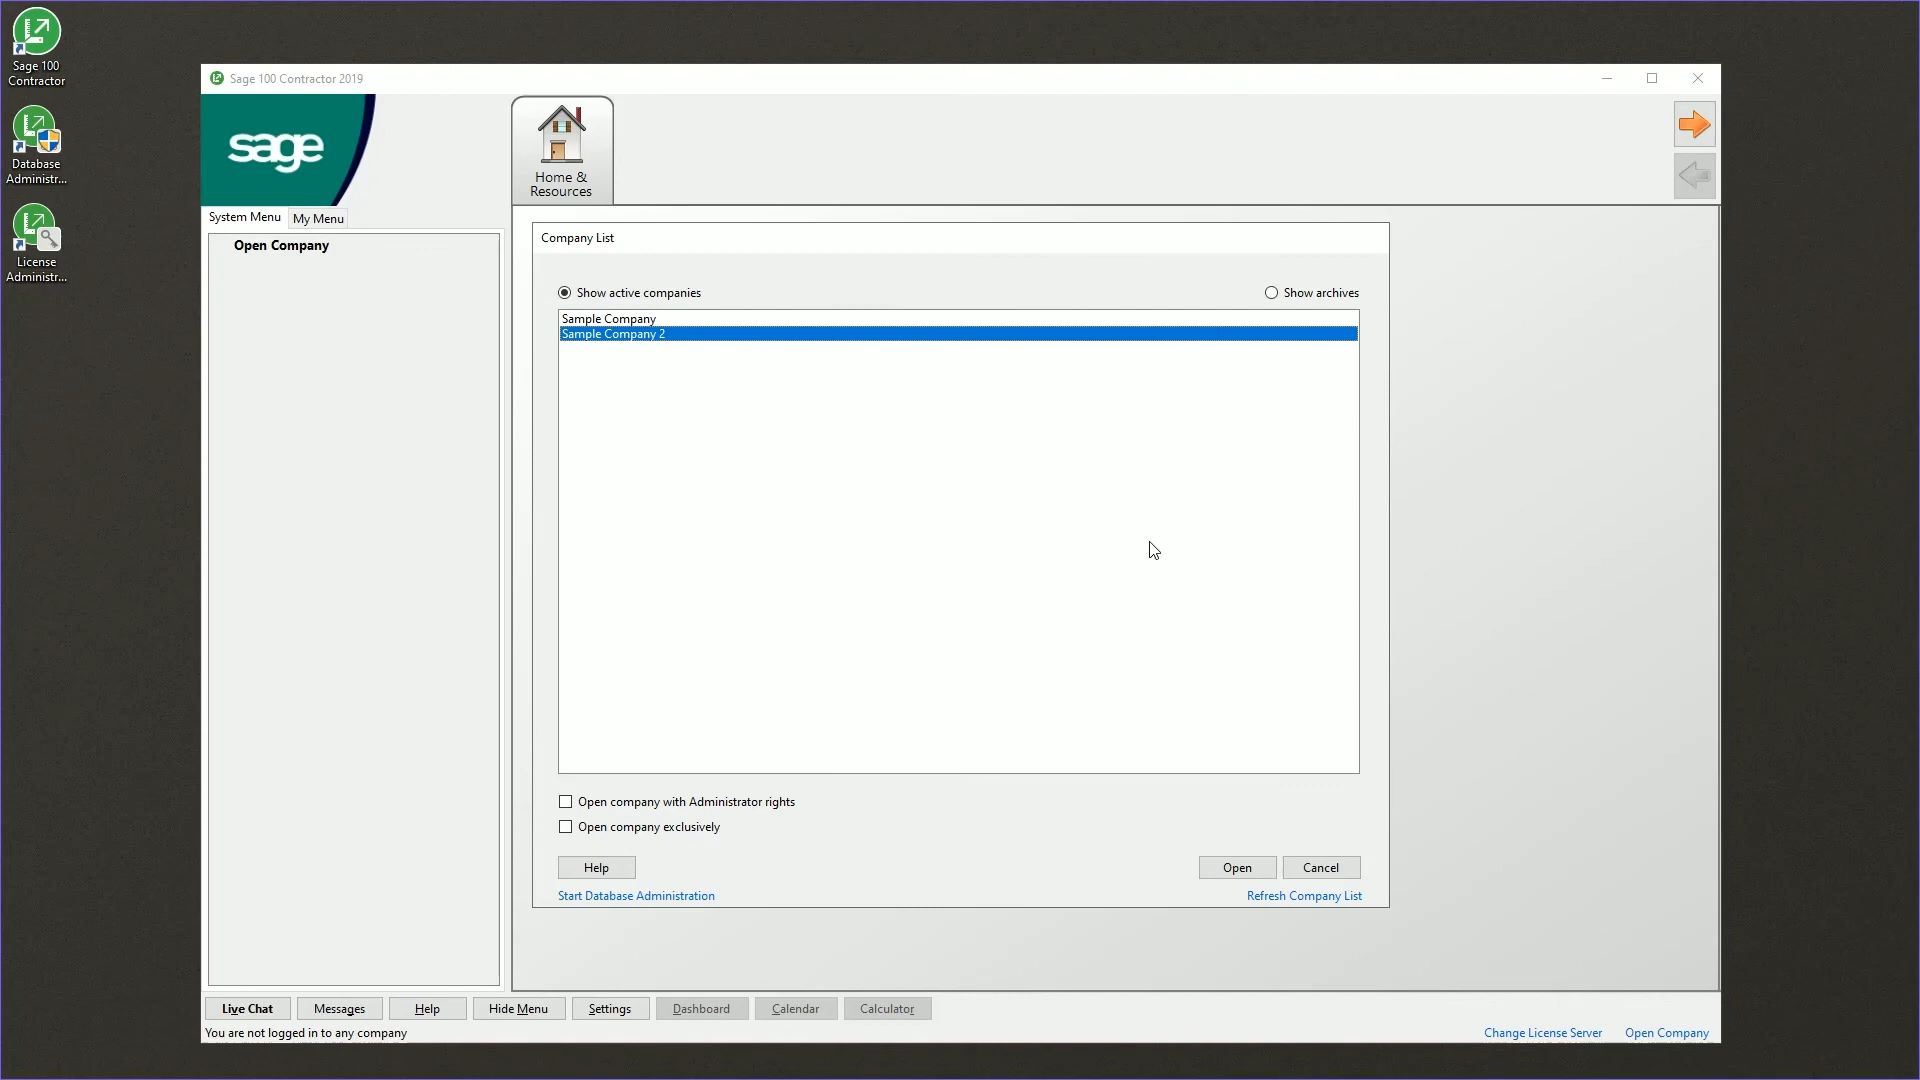 Sage 100
Contractor
Database
Administr...
License
Administr...
Sage 100 Contractor 2019
sage
Home &
Resources
System Menu
My Menu
Open Company
Company List
Show active companies
Show archives
Sample Company
Sample Company 2
Open company with Administrator rights
Open company exclusively
Help
Open
Cancel
Start Database Administration
Refresh Company List
Live Chat
Messages
Help
Hide Menu
Settings
Dashboard
Calendar
Calculator
You are not logged in to any company
Change License Server
Open Company